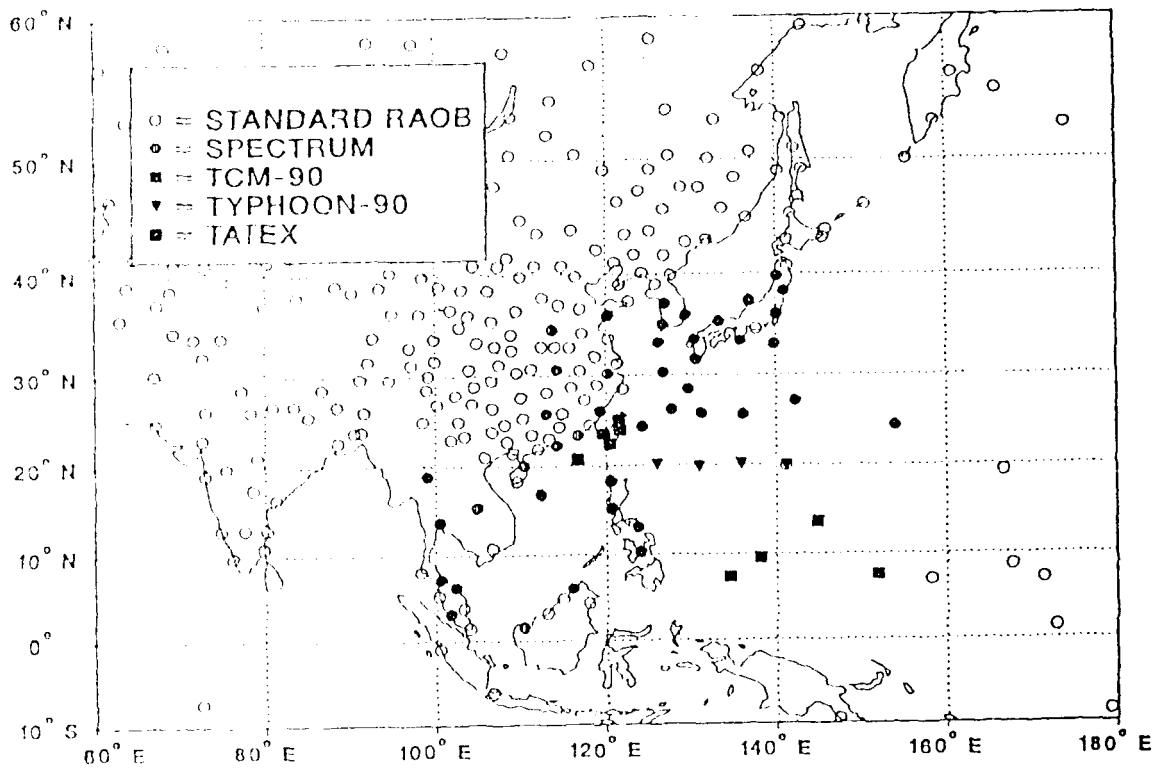 60° N
50° N
40° N
30° N
20° N
10° N
0° N
10° S
○ = STANDARD RAOB
= SPECTRUM
■ = TCM-90
▼ = TYPHOON-90
= TATEX
60° E
80° E
100° E
120° E
140° E
160° E
180° E